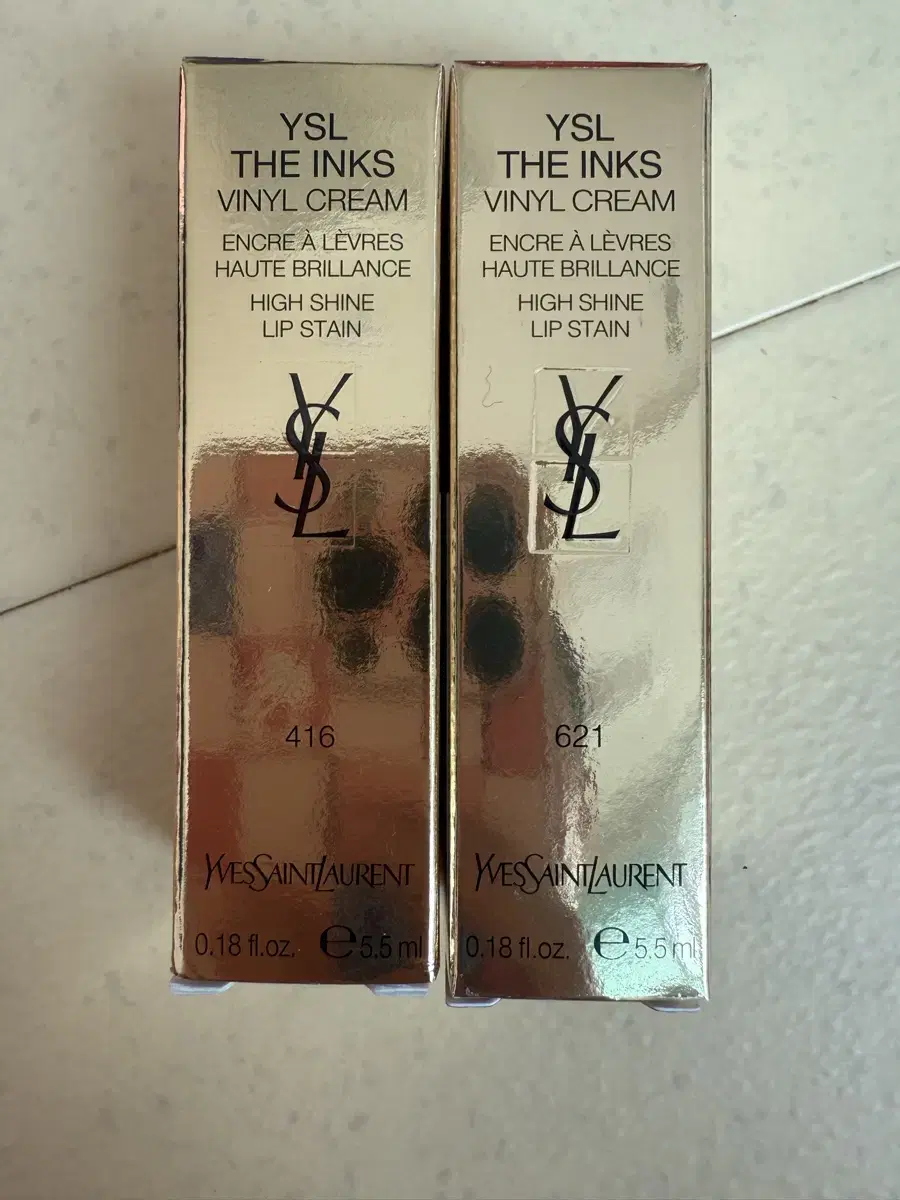 YSL
THE INKS
VINYL CREAM
ENCRE À LÈVRES
HAUTE BRILLANCE
HIGH SHINE
LIP STAIN
YSL
416
YVESSAINTLAURENT
0.18 fl.oz. ℮ 5.5 ml
YSL
THE INKS
VINYL CREAM
ENCRE À LÈVRES
HAUTE BRILLANCE
HIGH SHINE
LIP STAIN
YSL
621
YVESSAINTLAURENT
0.18 fl.oz. ℮ 5.5 ml